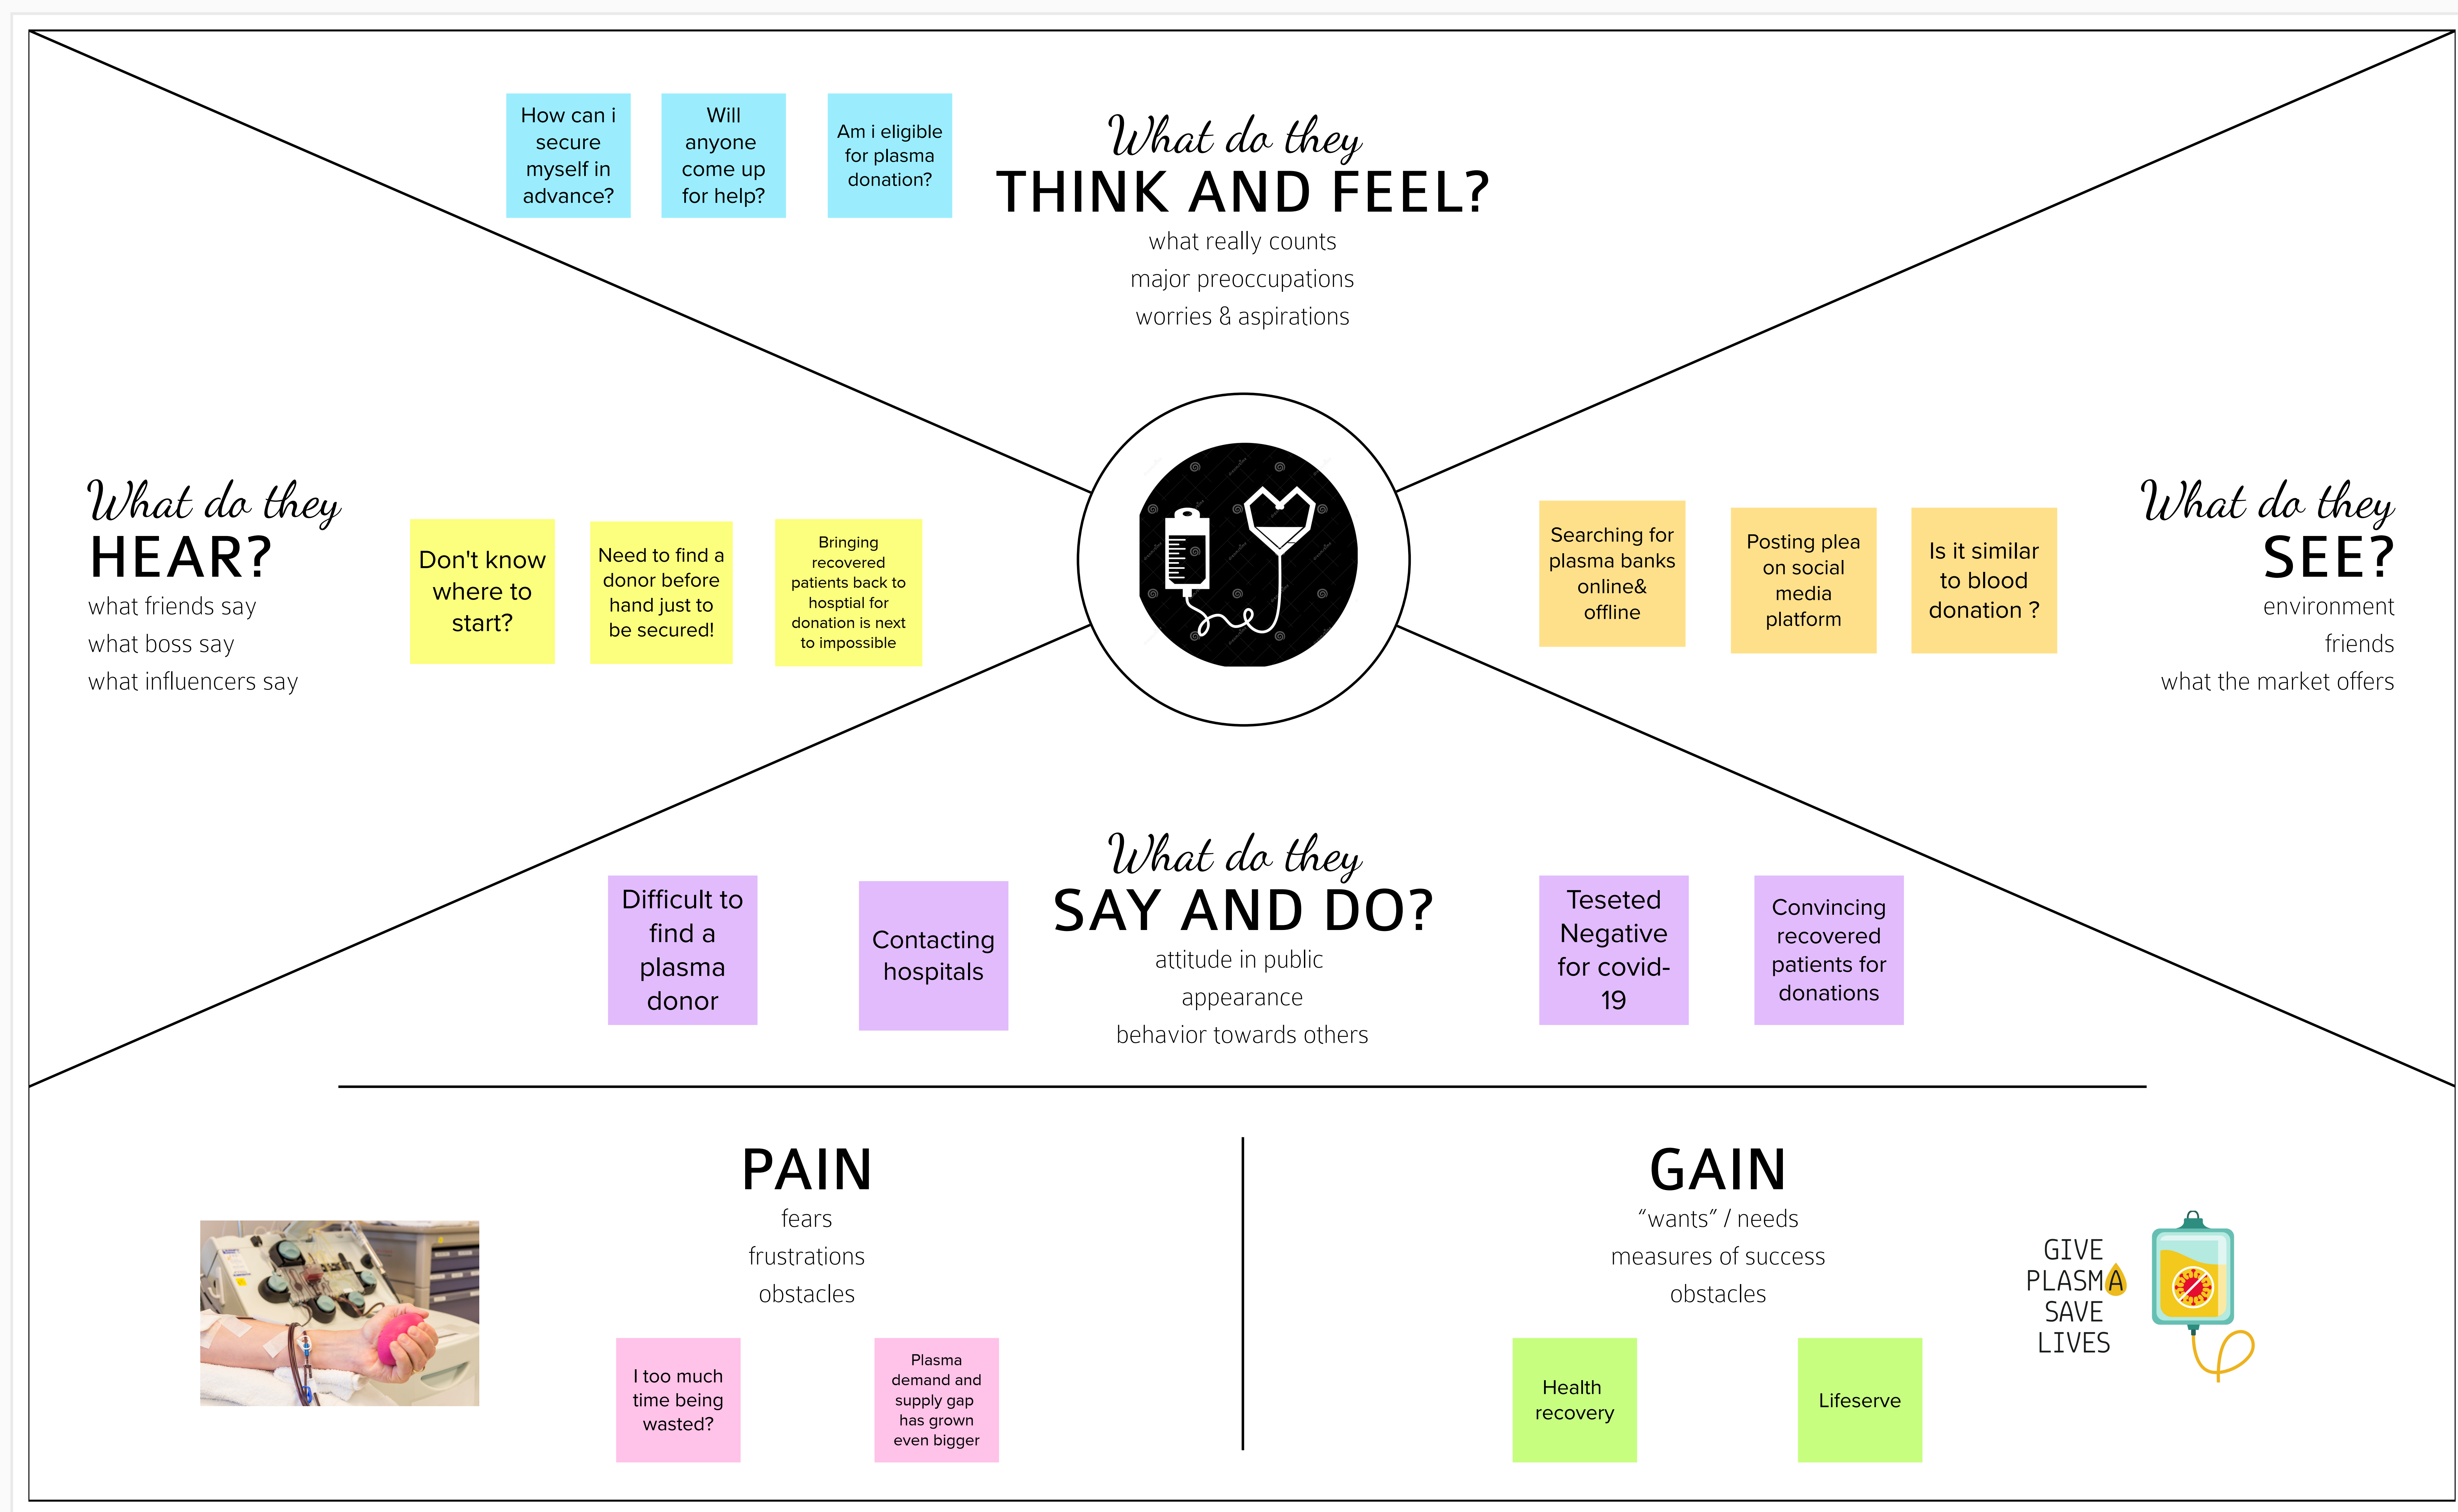 How can i
secure
myself in
advance?
Will
anyone
come up
for help?
Am i eligible
for plasma
donation?
What do they
THINK AND FEEL?
what really counts
major preoccupations
worries & aspirations
What do they
HEAR?
what friends say
what boss say
what influencers say
Don't know
where to
start?
Need to find a
donor before
hand just to
be secured!
Bringing
recovered
patients back to
hosptial for
donation is next
to impossible
Searching for
plasma banks
online&
offline
Posting plea
on social
media
platform
Is it similar
to blood
donation ?
What do they
SEE?
environment
friends
what the market offers
Difficult to
find a
plasma
donor
Contacting
hospitals
What do they
SAY AND DO?
attitude in public
appearance
behavior towards others
Teseted
Negative
for covid-
19
Convincing
recovered
patients for
donations
PAIN
fears
frustrations
obstacles
I too much
time being
wasted?
Plasma
demand and
supply gap
has grown
even bigger
GAIN
“wants” / needs
measures of success
obstacles
Health
recovery
Lifeserve
GIVE
PLASMA
SAVE
LIVES